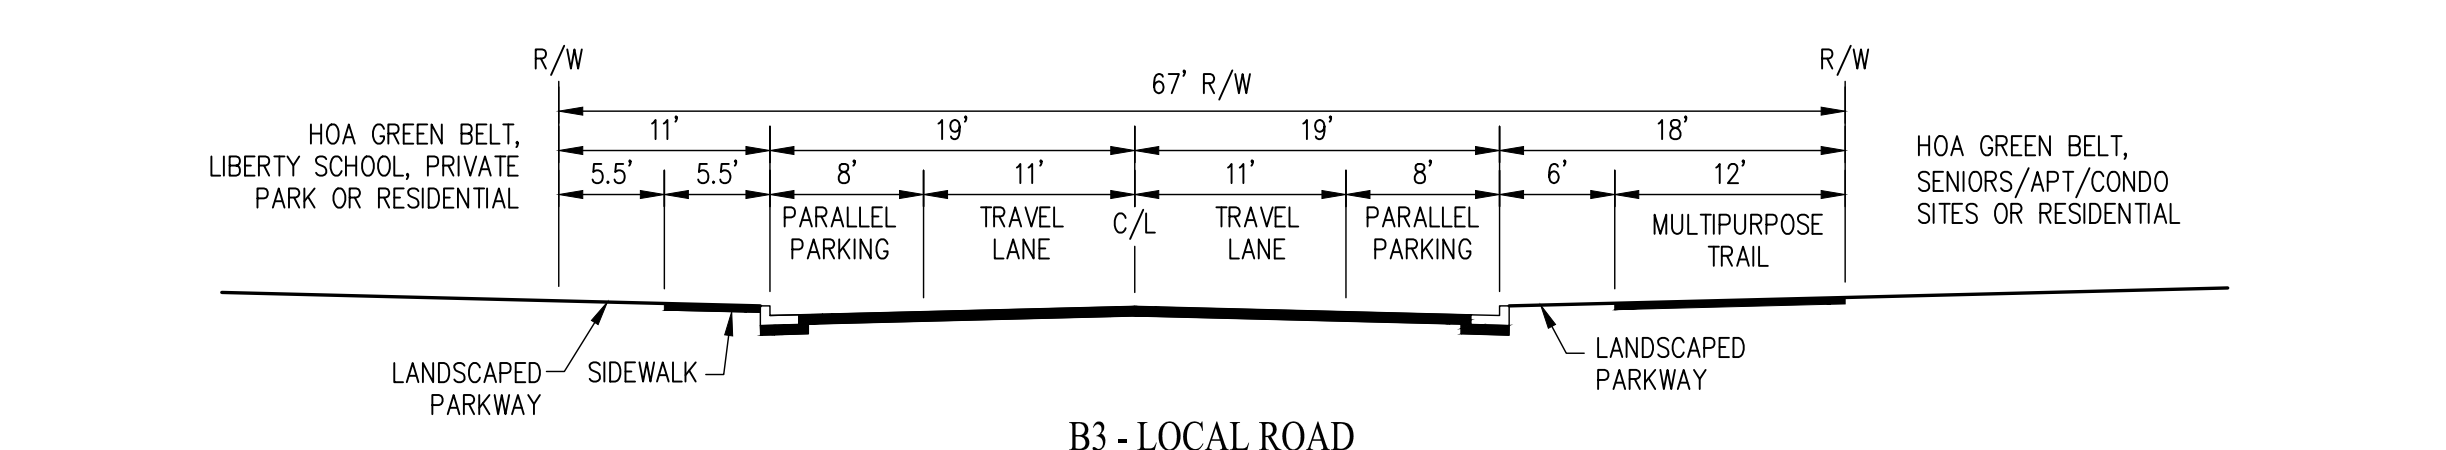 R/W
R/W
67' R/W
11'
19'
19'
18'
HOA GREEN BELT,
LIBERTY SCHOOL, PRIVATE
PARK OR RESIDENTIAL
HOA GREEN BELT,
SENIORS/APT/CONDO
SITES OR RESIDENTIAL
5.5'
5.5'
8'
11'
11'
8'
6'
12'
PARALLEL
PARKING
TRAVEL
LANE
C/L
TRAVEL
LANE
PARALLEL
PARKING
MULTIPURPOSE
TRAIL
LANDSCAPED
PARKWAY
SIDEWALK
LANDSCAPED
PARKWAY
B3 - LOCAL ROAD